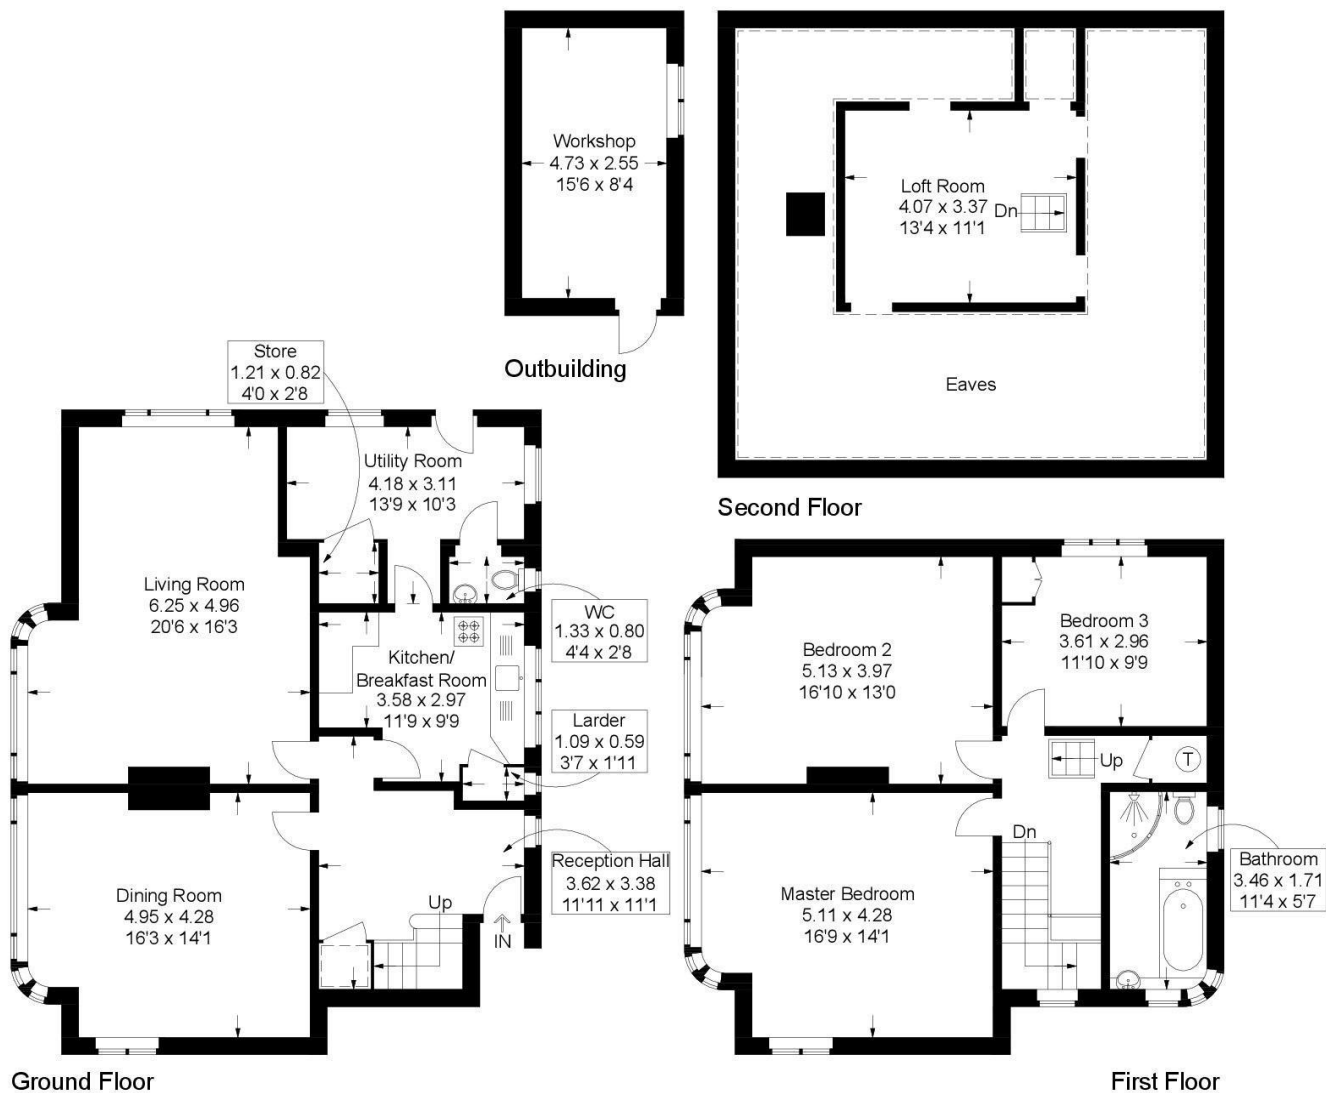 Workshop
4.73 x 2.55
15'6 x 8'4
Outbuilding
Loft Room
4.07 x 3.37
13'4 x 11'1
Dn
Eaves
Second Floor
Store
1.21 x 0.82
4'0 x 2'8
Utility Room
4.18 x 3.11
13'9 x 10'3
Living Room
6.25 x 4.96
20'6 x 16'3
WC
1.33 x 0.80
4'4 x 2'8
Kitchen/
Breakfast Room
3.58 x 2.97
11'9 x 9'9
Larder
1.09 x 0.59
3'7 x 1'11
Reception Hall
3.62 x 3.38
11'11 x 11'1
Dining Room
4.95 x 4.28
16'3 x 14'1
Up
IN
Ground Floor
Bedroom 2
5.13 x 3.97
16'10 x 13'0
Bedroom 3
3.61 x 2.96
11'10 x 9'9
Up
T
Dn
Master Bedroom
5.11 x 4.28
16'9 x 14'1
Bathroom
3.46 x 1.71
11'4 x 5'7
First Floor